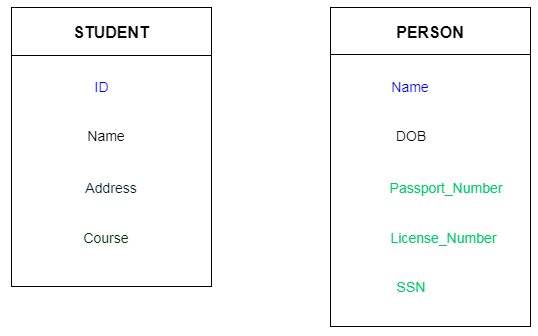 STUDENT
ID
Name
Address
Course
PERSON
Name
DOB
Passport_Number
License_Number
SSN